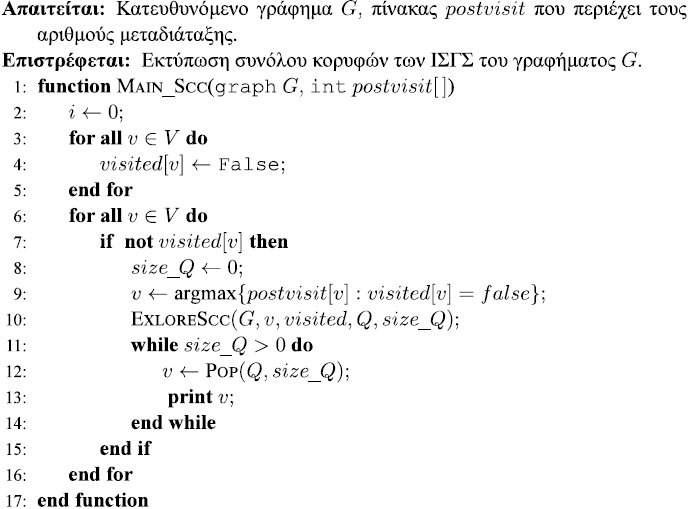 Απαιτείται: Κατευθυνόμενο γράφημα G, πίνακας postvisit που περιέχει τους
αριθμούς μεταδιάταξης.
Επιστρέφεται: Εκτύπωση συνόλου κορυφών των ΙΣΓΣ του γραφήματος G.
1: function MAIN_SCC(graph G, int postvisit[])
2: i ← 0;
3: for all v ∈ V do
4: visited[v] ← False;
5: end for
6: for all v ∈ V do
7: if not visited[v] then
8: size_Q ← 0;
9: v ← argmax{postvisit[v] : visited[v] = false};
10: EXLORESCC(G, v, visited, Q, size_Q);
11: while size_Q > 0 do
12: v ← POP(Q, size_Q);
13: print v;
14: end while
15: end if
16: end for
17: end function